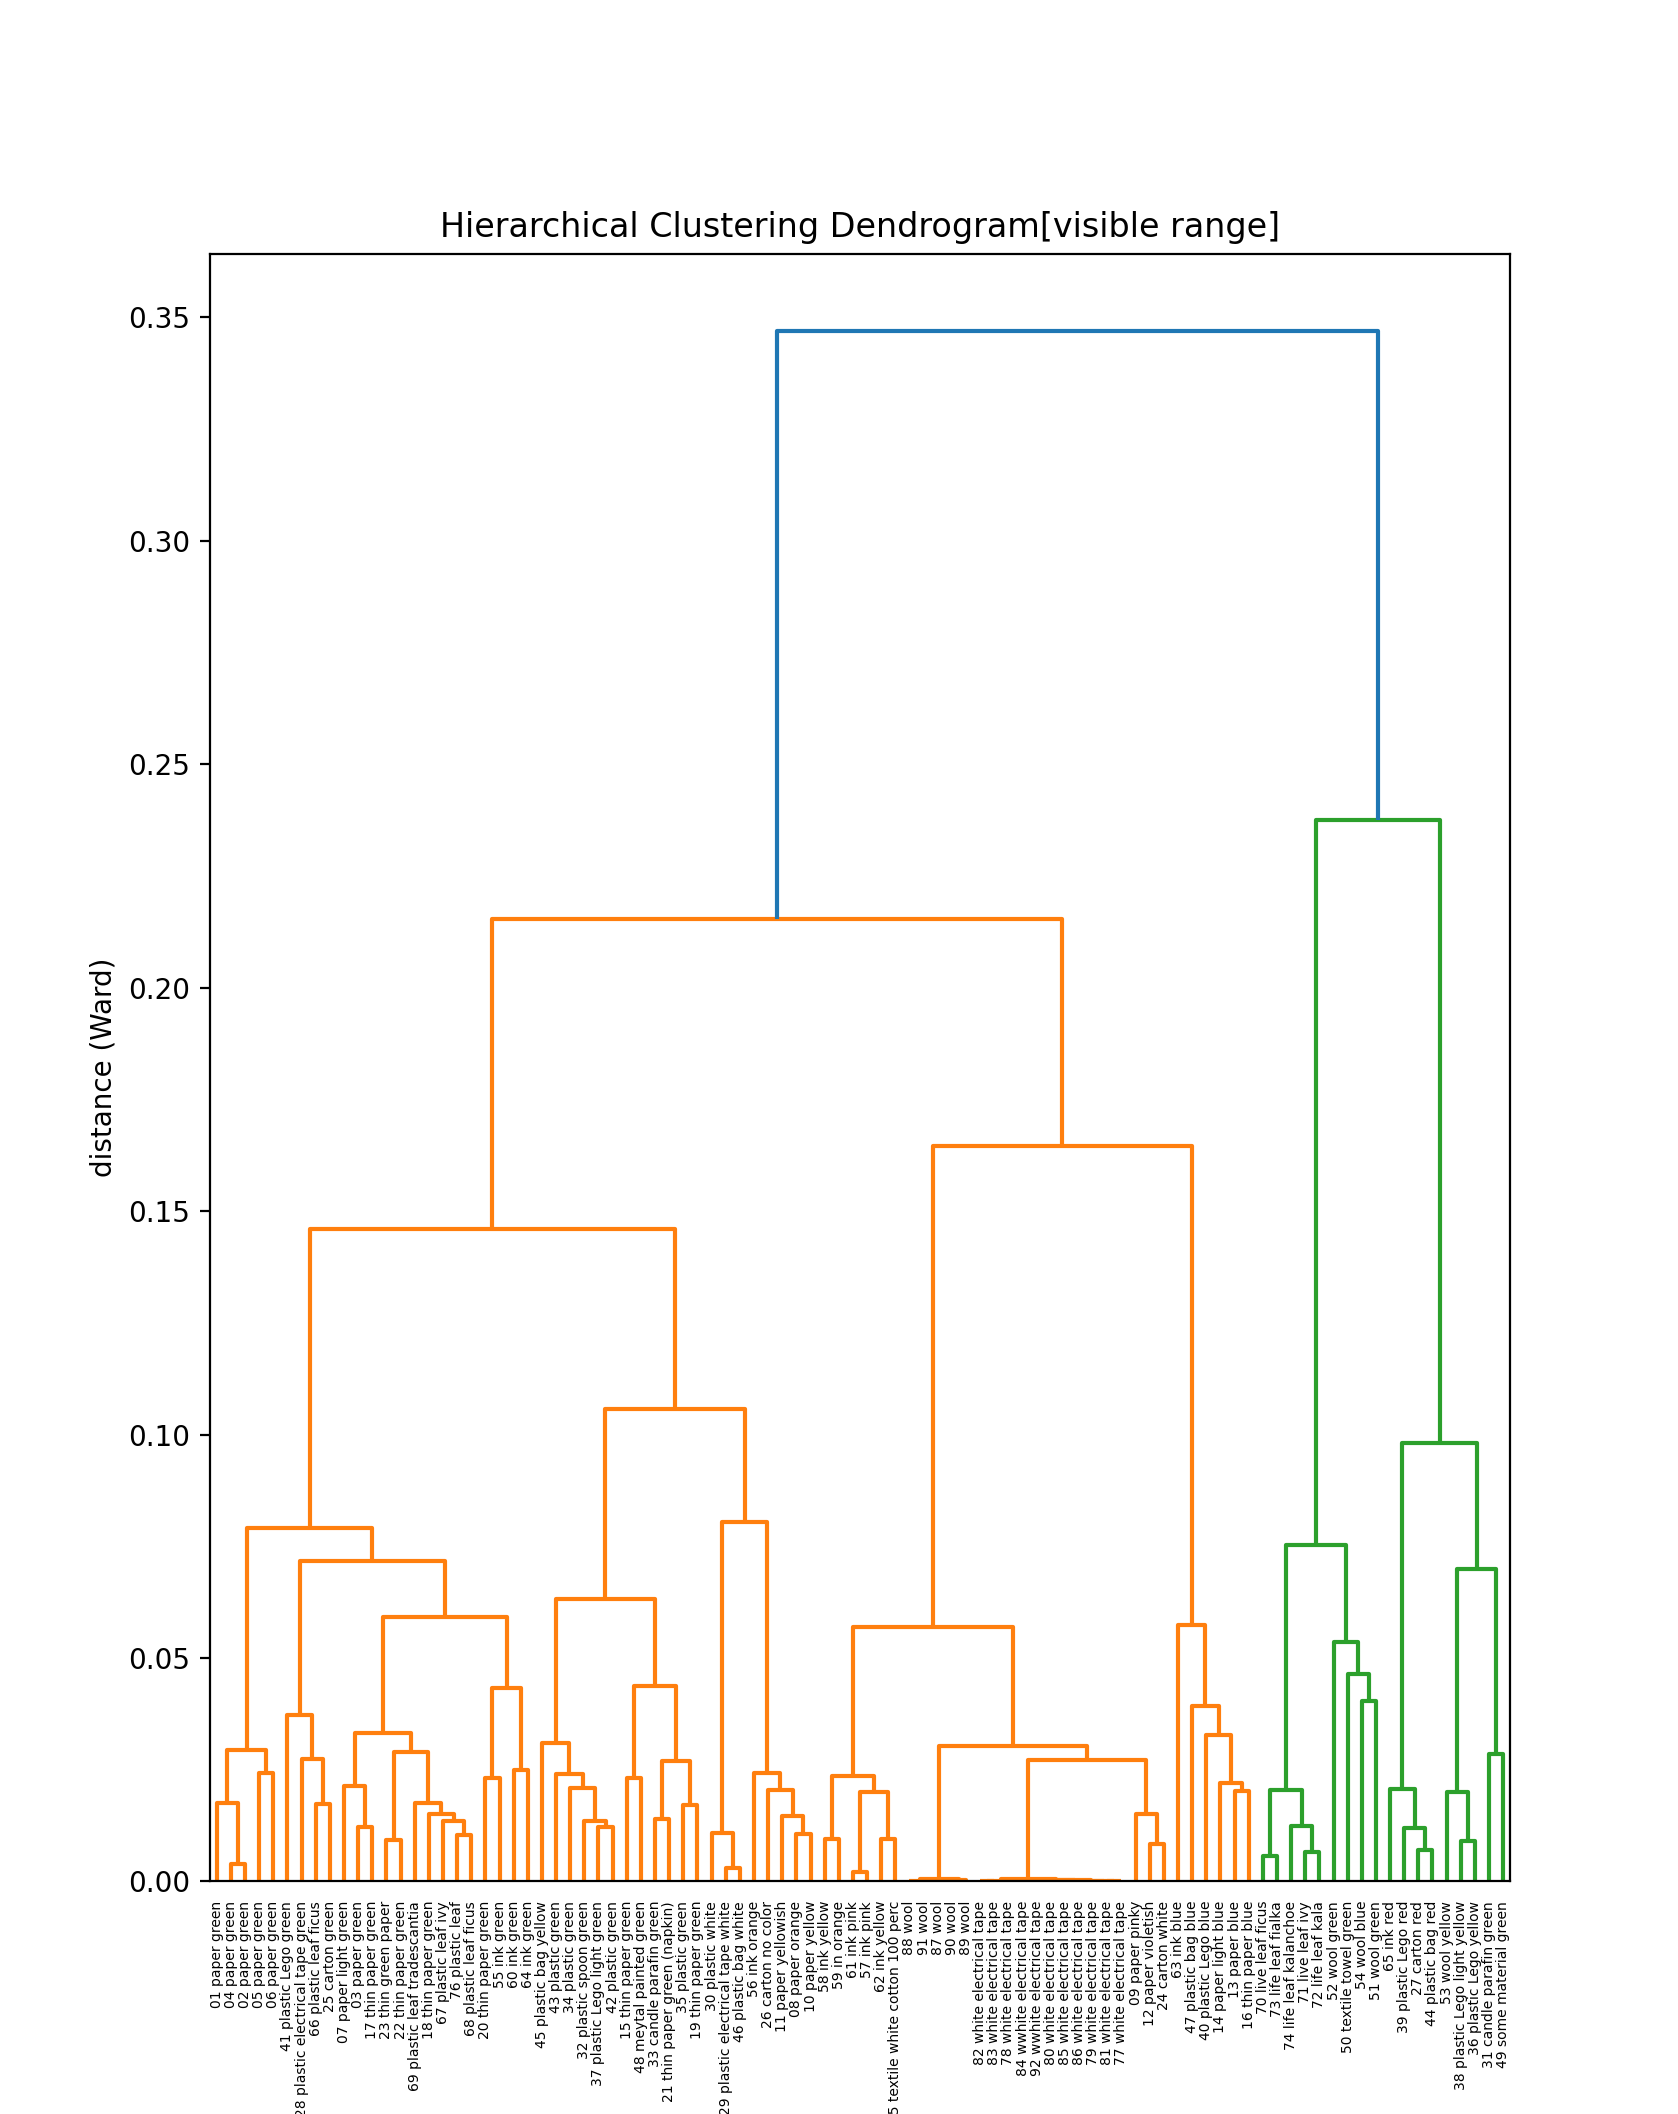 Hierarchical Clustering Dendrogram[visible range]
distance (Ward)
0.35
0.30
0.25
0.20
0.15
0.10
0.05
0.00
01 paper green
04 paper green
02 paper green
05 paper green
06 paper green
41 plastic Lego green
28 plastic electrical tape green
66 plastic leaf ficus
25 carton green
07 paper light green
03 paper green
17 thin paper green
23 thin green paper
22 thin paper green
69 plastic leaf tradescantia
18 thin paper green
67 plastic leaf ivy
76 plastic leaf
68 plastic leaf ficus
20 thin paper green
55 ink green
60 ink green
64 ink green
45 plastic bag yellow
43 plastic green
34 plastic green
32 plastic spoon green
37 plastic Lego light green
42 plastic green
15 thin paper green
48 meytal painted green
33 candle parafin green
21 thin paper green (napkin)
35 plastic green
19 thin paper green
30 plastic white
29 plastic electrical tape white
46 plastic bag white
56 ink orange
26 carton no color
11 paper yellowish
08 paper orange
10 paper yellow
58 ink yellow
59 in orange
61 ink pink
57 ink pink
62 ink yellow
5 textile white cotton 100 perc
88 wool
91 wool
87 wool
90 wool
89 wool
82 white electrical tape
83 white electrical tape
78 white electrical tape
84 wwhite electrical tape
92 wwhite electrical tape
80 white electrical tape
85 white electrical tape
86 white electrical tape
79 white electrical tape
81 white electrical tape
77 white electrical tape
09 paper pinky
12 paper violetish
24 carton white
63 ink blue
47 plastic bag blue
40 plastic Lego blue
14 paper light blue
13 paper blue
16 thin paper blue
70 live leaf ficus
73 life leaf fialka
74 life leaf kalanchoe
71 live leaf ivy
72 life leaf kala
52 wool green
50 textile towel green
54 wool blue
51 wool green
65 ink red
39 plastic Lego red
27 carton red
44 plastic bag red
53 wool yellow
38 plastic Lego light yellow
36 plastic Lego yellow
31 candle parafin green
49 some material green